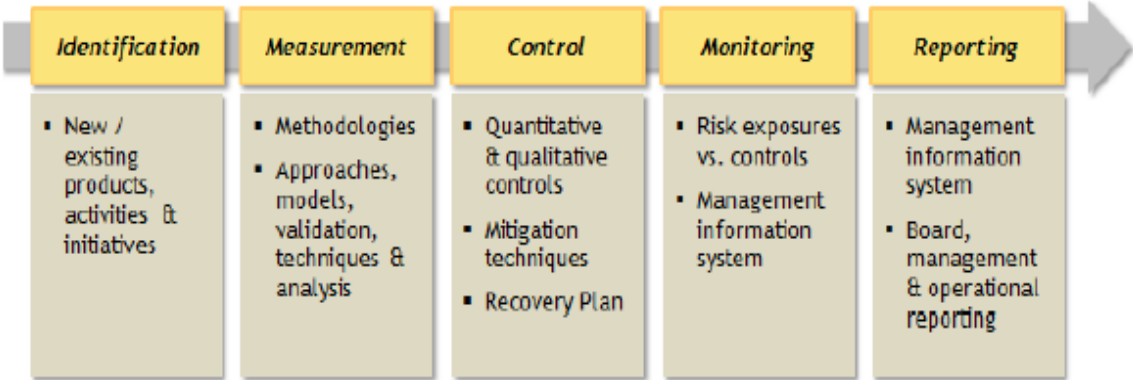 Identification
Measurement
Control
Monitoring
Reporting
▪ New /
existing
products,
activities &
initiatives
▪ Methodologies
▪ Approaches,
models,
validation,
techniques &
analysis
▪ Quantitative
& qualitative
controls
▪ Mitigation
techniques
▪ Recovery Plan
▪ Risk exposures
vs. controls
▪ Management
information
system
▪ Management
information
system
▪ Board,
management
& operational
reporting